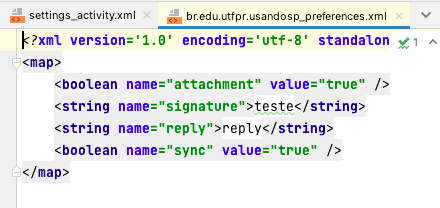 settings_activity.xml
br.edu.utfpr.usandosp_preferences.xml
<?xml version='1.0' encoding='utf-8' standalon
1
<map>
<boolean name="attachment" value="true" />
<string name="signature">teste</string>
<string name="reply">reply</string>
<boolean name="sync" value="true" />
</map>